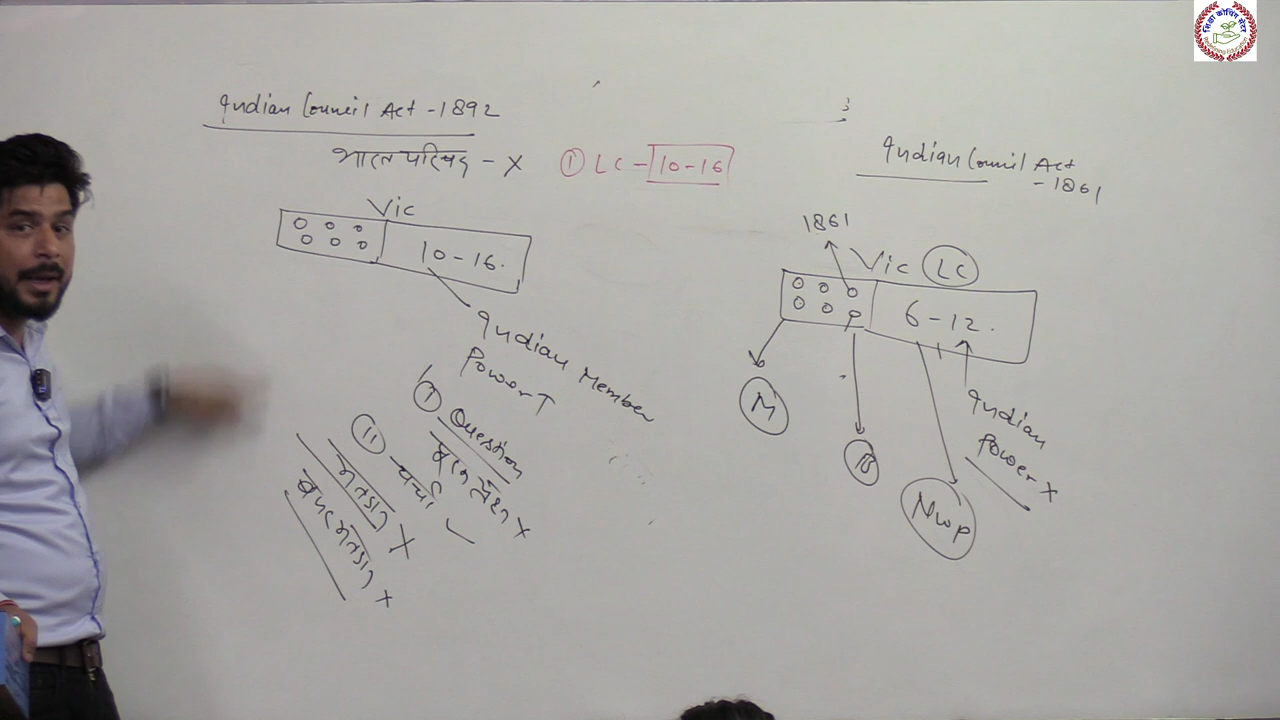 Indian Council Act -1892
भारत परिषद - X
① LC - 10-16
Vic
10-16.
Indian Member
Power ↑
① Question
पूरक प्रश्न X
② चर्चा ✓
मतदान X
बजट मतदान X
Indian Council Act
- 1861
1861
Vic LC
6-12.
Indian
Power X
M
B
NWP